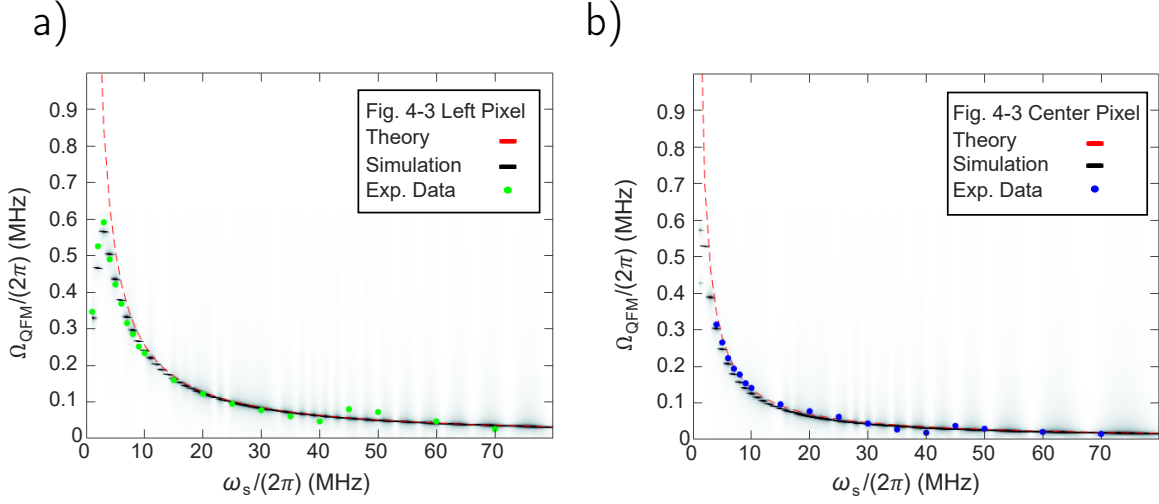 a)
Ω_QFM/(2π) (MHz)
0.9
0.8
0.7
0.6
0.5
0.4
0.3
0.2
0.1
0
Fig. 4-3 Left Pixel
Theory
Simulation
Exp. Data
0 10 20 30 40 50 60 70
ω_s/(2π) (MHz)
b)
Ω_QFM/(2π) (MHz)
0.9
0.8
0.7
0.6
0.5
0.4
0.3
0.2
0.1
0
Fig. 4-3 Center Pixel
Theory
Simulation
Exp. Data
0 10 20 30 40 50 60 70
ω_s/(2π) (MHz)